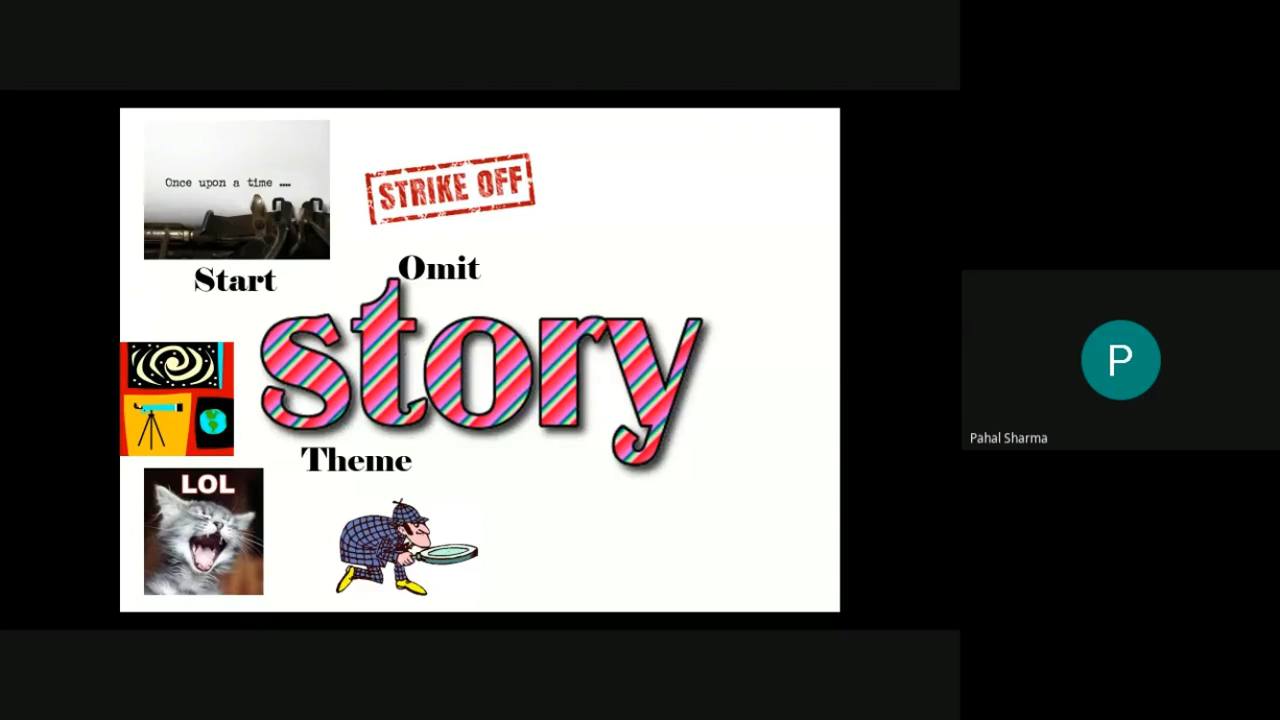 Once upon a time ....
STRIKE OFF
Start
Omit
story
Theme
LOL
P
Pahal Sharma